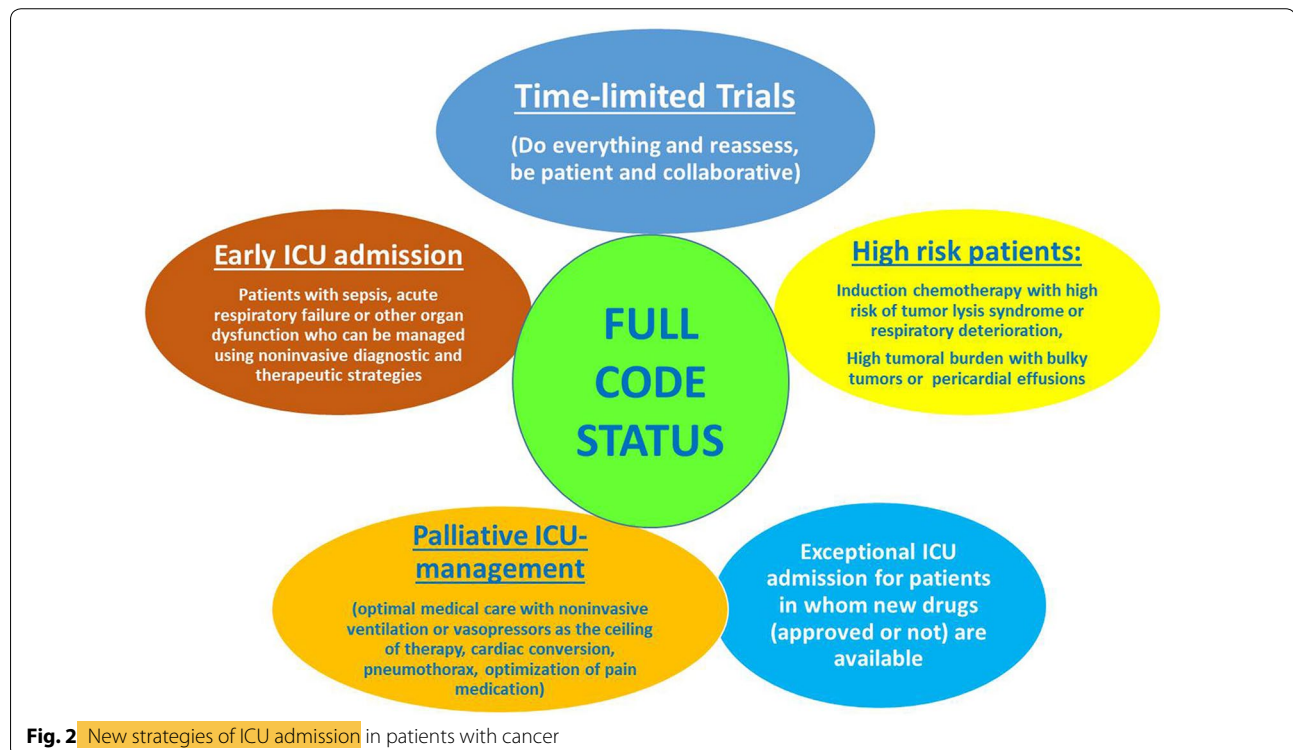 Time-limited Trials
(Do everything and reassess,
be patient and collaborative)
Early ICU admission
Patients with sepsis, acute
respiratory failure or other organ
dysfunction who can be managed
using noninvasive diagnostic and
therapeutic strategies
High risk patients:
Induction chemotherapy with high
risk of tumor lysis syndrome or
respiratory deterioration,
High tumoral burden with bulky
tumors or pericardial effusions
FULL
CODE
STATUS
Palliative ICU-
management
(optimal medical care with noninvasive
ventilation or vasopressors as the ceiling
of therapy, cardiac conversion,
pneumothorax, optimization of pain
medication)
Exceptional ICU
admission for patients
in whom new drugs
(approved or not) are
available
Fig. 2 New strategies of ICU admission in patients with cancer